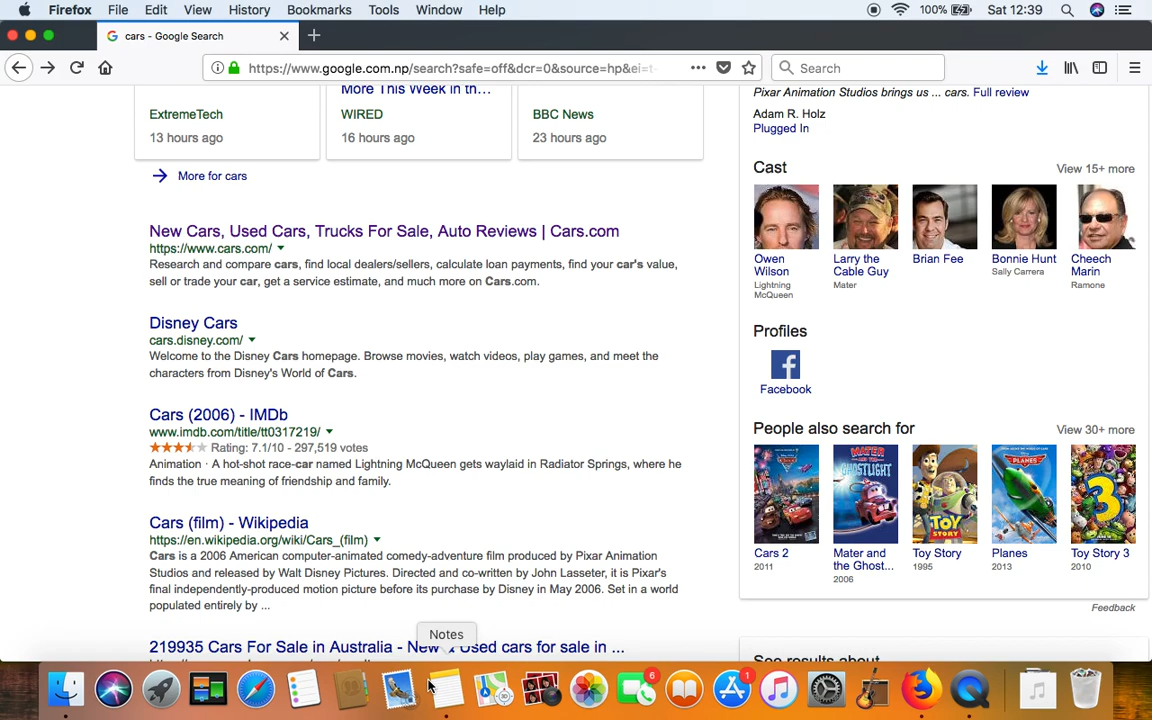 Firefox File Edit View History Bookmarks Tools Window Help 100% Sat 12:39
cars - Google Search
https://www.google.com.np/search?safe=off&dcr=0&source=hp&ei=t- Search
More This Week in th...
ExtremeTech WIRED BBC News
13 hours ago 16 hours ago 23 hours ago
More for cars
New Cars, Used Cars, Trucks For Sale, Auto Reviews | Cars.com
https://www.cars.com/
Research and compare cars, find local dealers/sellers, calculate loan payments, find your car's value,
sell or trade your car, get a service estimate, and much more on Cars.com.
Disney Cars
cars.disney.com/
Welcome to the Disney Cars homepage. Browse movies, watch videos, play games, and meet the
characters from Disney's World of Cars.
Cars (2006) - IMDb
www.imdb.com/title/tt0317219/
Rating: 7.1/10 - 297,519 votes
Animation · A hot-shot race-car named Lightning McQueen gets waylaid in Radiator Springs, where he
finds the true meaning of friendship and family.
Cars (film) - Wikipedia
https://en.wikipedia.org/wiki/Cars_(film)
Cars is a 2006 American computer-animated comedy-adventure film produced by Pixar Animation
Studios and released by Walt Disney Pictures. Directed and co-written by John Lasseter, it is Pixar's
final independently-produced motion picture before its purchase by Disney in May 2006. Set in a world
populated entirely by ...
219935 Cars For Sale in Australia - New & Used cars for sale in ...
Pixar Animation Studios brings us ... cars. Full review
Adam R. Holz
Plugged In
Cast View 15+ more
Owen Wilson Larry the Cable Guy Brian Fee Bonnie Hunt Cheech Marin
Lightning McQueen Mater Sally Carrera Ramone
Profiles
Facebook
People also search for View 30+ more
Cars 2 Mater and the Ghost... Toy Story Planes Toy Story 3
2011 2006 1995 2013 2010
Feedback
See results about
Notes
6 1